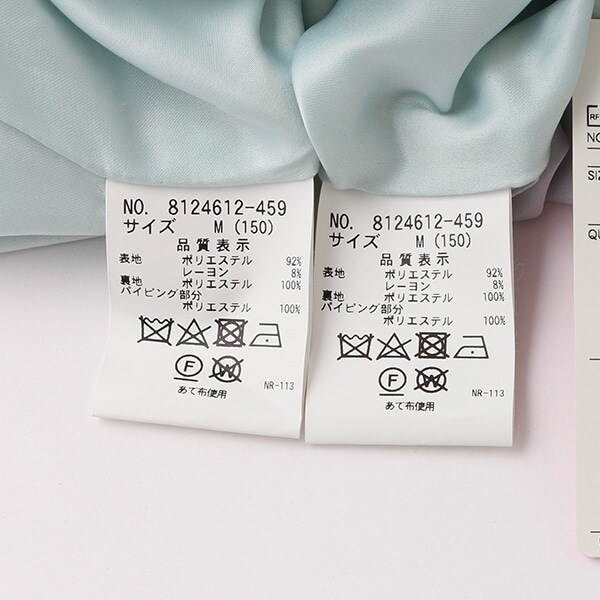 NO. 8124612-459
サイズ M (150)
品質表示
表地 ポリエステル 92%
レーヨン 8%
裏地 ポリエステル 100%
パイピング部分
ポリエステル 100%
F W
NR-113
あて布使用
NO. 8124612-459
サイズ M (150)
品質表示
表地 ポリエステル 92%
レーヨン 8%
裏地 ポリエステル 100%
パイピング部分
ポリエステル 100%
F W
NR-113
あて布使用